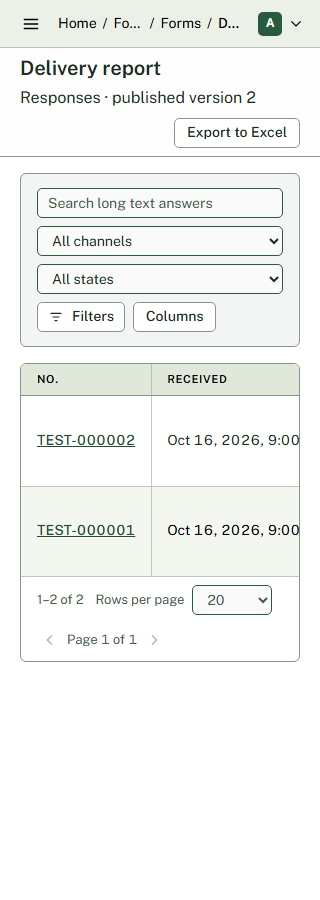 Home / Fo... / Forms / D... A
Delivery report
Responses · published version 2
Export to Excel
Search long text answers
All channels
All states
Filters Columns
NO. RECEIVED
TEST-000002 Oct 16, 2026, 9:00
TEST-000001 Oct 16, 2026, 9:00
1–2 of 2 Rows per page 20
Page 1 of 1